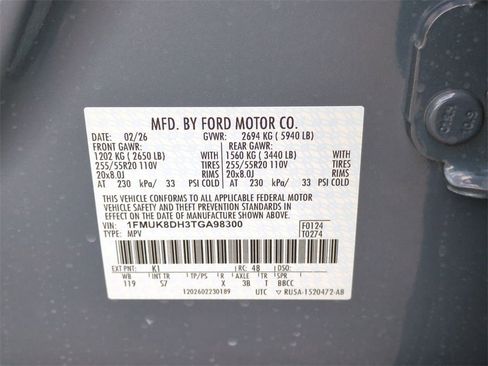 MFD. BY FORD MOTOR CO.
DATE: 02/26 GVWR: 2694 KG ( 5940 LB)
FRONT GAWR: REAR GAWR:
1202 KG ( 2650 LB) WITH 1560 KG ( 3440 LB) WITH
255/55R20 110V TIRES 255/55R20 110V TIRES
20x8.0J RIMS 20x8.0J RIMS
AT 230 kPa/ 33 PSI COLD AT 230 kPa/ 33 PSI COLD
THIS VEHICLE CONFORMS TO ALL APPLICABLE FEDERAL MOTOR VEHICLE
SAFETY AND THEFT PREVENTION STANDARDS IN EFFECT ON THE DATE OF
MANUFACTURE SHOWN ABOVE.
VIN: 1FMUK8DH3TGA98300 F0124
TYPE: MPV T0274
EXT PNT: K1 RC: 48 DSO:
WB INT TR TP/PS R AXLE TR SPR
119 S7 X 3B T BBCC
1202602230189 UTC ▽ RU5A-1520472-AB